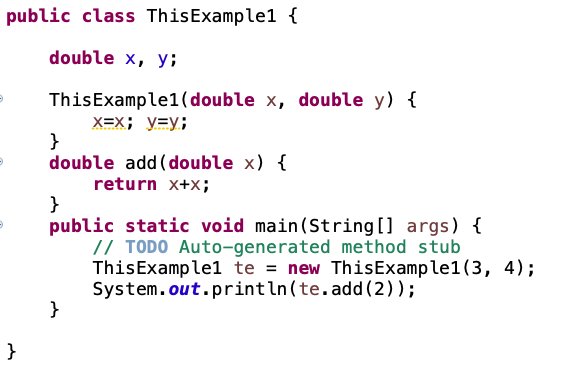 public class ThisExample1 {
double x, y;
ThisExample1(double x, double y) {
x=x; y=y;
}
double add(double x) {
return x+x;
}
public static void main(String[] args) {
// TODO Auto-generated method stub
ThisExample1 te = new ThisExample1(3, 4);
System.out.println(te.add(2));
}
}